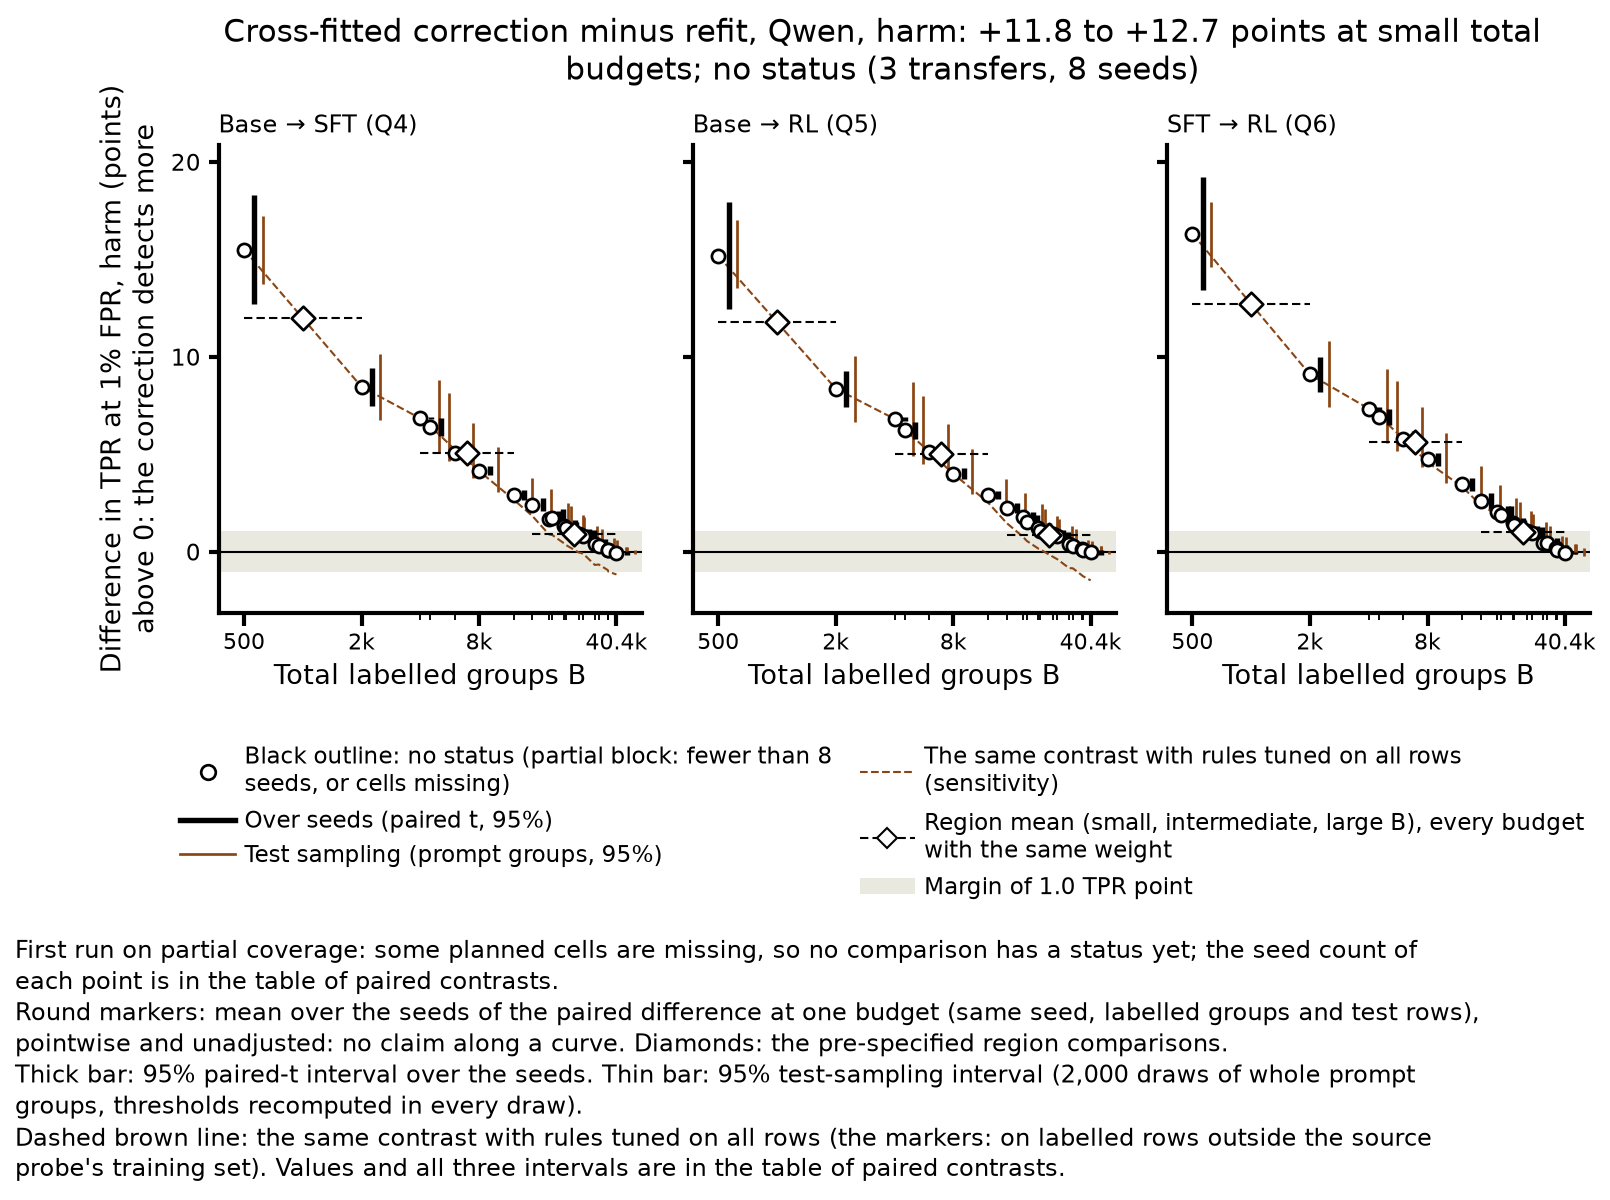 Cross-fitted correction minus refit, Qwen, harm: +11.8 to +12.7 points at small total
budgets; no status (3 transfers, 8 seeds)
Difference in TPR at 1% FPR, harm (points)
above 0: the correction detects more
Base → SFT (Q4)
Base → RL (Q5)
SFT → RL (Q6)
20
10
0
500 2k 8k 40.4k
500 2k 8k 40.4k
500 2k 8k 40.4k
Total labelled groups B
Total labelled groups B
Total labelled groups B
Black outline: no status (partial block: fewer than 8
seeds, or cells missing)
Over seeds (paired t, 95%)
Test sampling (prompt groups, 95%)
The same contrast with rules tuned on all rows
(sensitivity)
Region mean (small, intermediate, large B), every budget
with the same weight
Margin of 1.0 TPR point
First run on partial coverage: some planned cells are missing, so no comparison has a status yet; the seed count of
each point is in the table of paired contrasts.
Round markers: mean over the seeds of the paired difference at one budget (same seed, labelled groups and test rows),
pointwise and unadjusted: no claim along a curve. Diamonds: the pre-specified region comparisons.
Thick bar: 95% paired-t interval over the seeds. Thin bar: 95% test-sampling interval (2,000 draws of whole prompt
groups, thresholds recomputed in every draw).
Dashed brown line: the same contrast with rules tuned on all rows (the markers: on labelled rows outside the source
probe's training set). Values and all three intervals are in the table of paired contrasts.